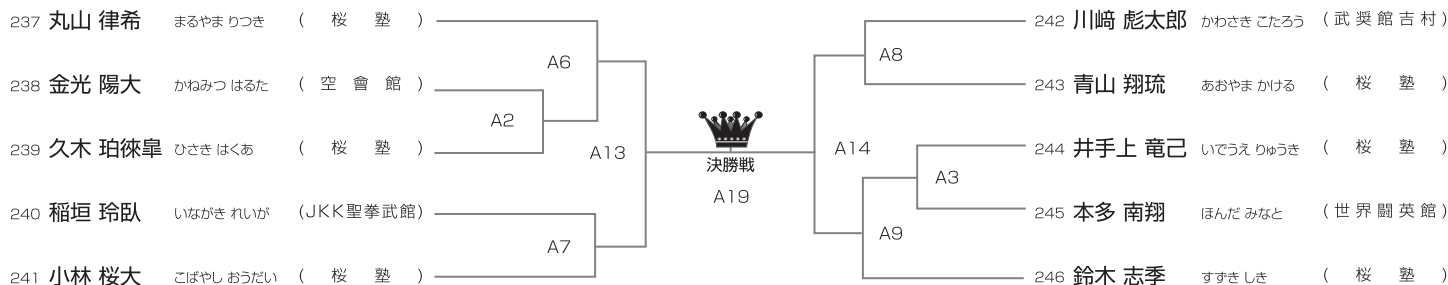 237 丸山 律希 まるやま りつき ( 桜 塾 )
A6
238 金光 陽大 かねみつ はるた ( 空 會 館 )
A2
239 久木 珀徠皐 ひさき はくあ ( 桜 塾 )
A13
240 稲垣 玲臥 いながき れいが (JKK聖拳武館)
A7
241 小林 桜大 こばやし おうだい ( 桜 塾 )
決勝戦
A19
242 川﨑 彪太郎 かわさき こたろう ( 武 奨 館 吉 村 )
A8
243 青山 翔琉 あおやま かける ( 桜 塾 )
A14
244 井手上 竜己 いでうえ りゅうき ( 桜 塾 )
A3
245 本多 南翔 ほんだ みなと ( 世 界 闘 英 館 )
A9
246 鈴木 志季 すずき しき ( 桜 塾 )